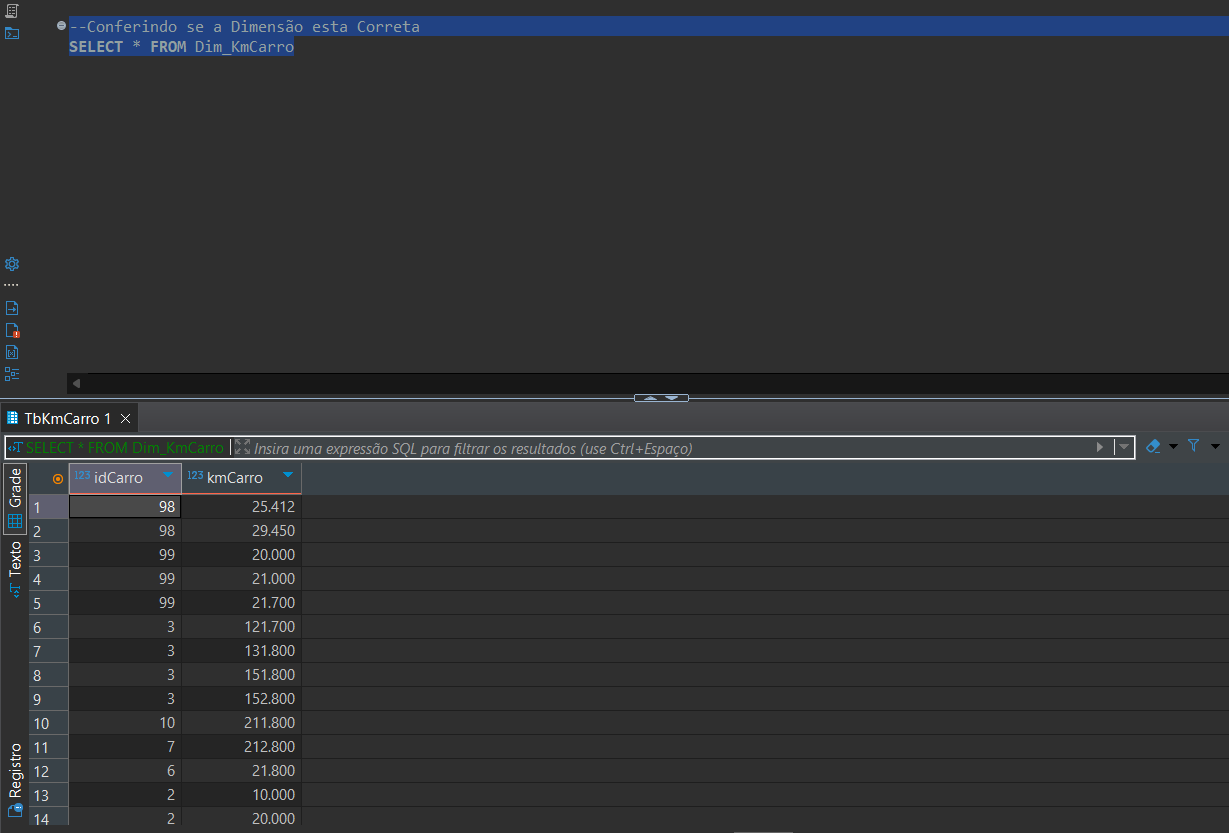 --Conferindo se a Dimensão esta Correta
SELECT * FROM Dim_KmCarro
TbKmCarro 1
SELECT * FROM Dim_KmCarro Insira uma expressão SQL para filtrar os resultados (use Ctrl+Espaço)
Grade
Texto
Registro
123 idCarro 123 kmCarro
1 98 25.412
2 98 29.450
3 99 20.000
4 99 21.000
5 99 21.700
6 3 121.700
7 3 131.800
8 3 151.800
9 3 152.800
10 10 211.800
11 7 212.800
12 6 21.800
13 2 10.000
14 2 20.000